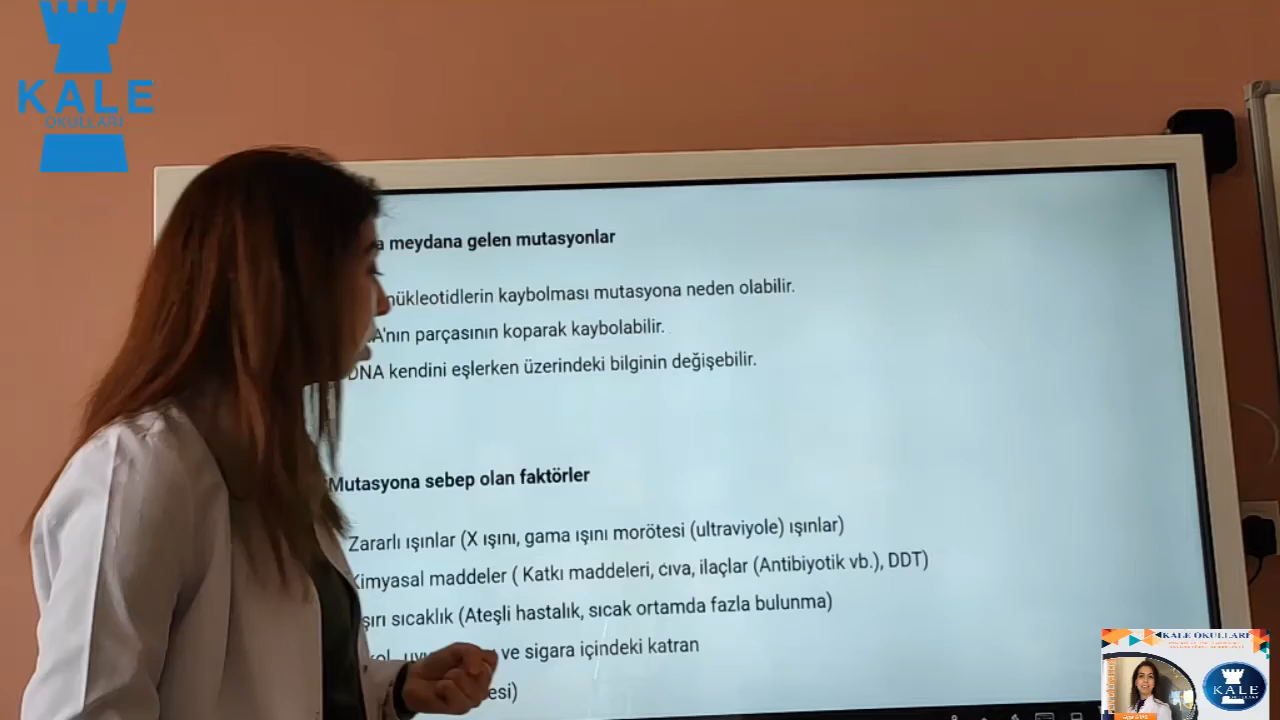 KALE
OKULLARI
a meydana gelen mutasyonlar
nükleotidlerin kaybolması mutasyona neden olabilir.
A'nın parçasının koparak kaybolabilir.
DNA kendini eşlerken üzerindeki bilginin değişebilir.
Mutasyona sebep olan faktörler
Zararlı ışınlar (X ışını, gama ışını morötesi (ultraviyole) ışınlar)
Kimyasal maddeler ( Katkı maddeleri, cıva, ilaçlar (Antibiyotik vb.), DDT)
şırı sıcaklık (Ateşli hastalık, sıcak ortamda fazla bulunma)
ve sigara içindeki katran
esi)
KALE OKULLARI
KALE